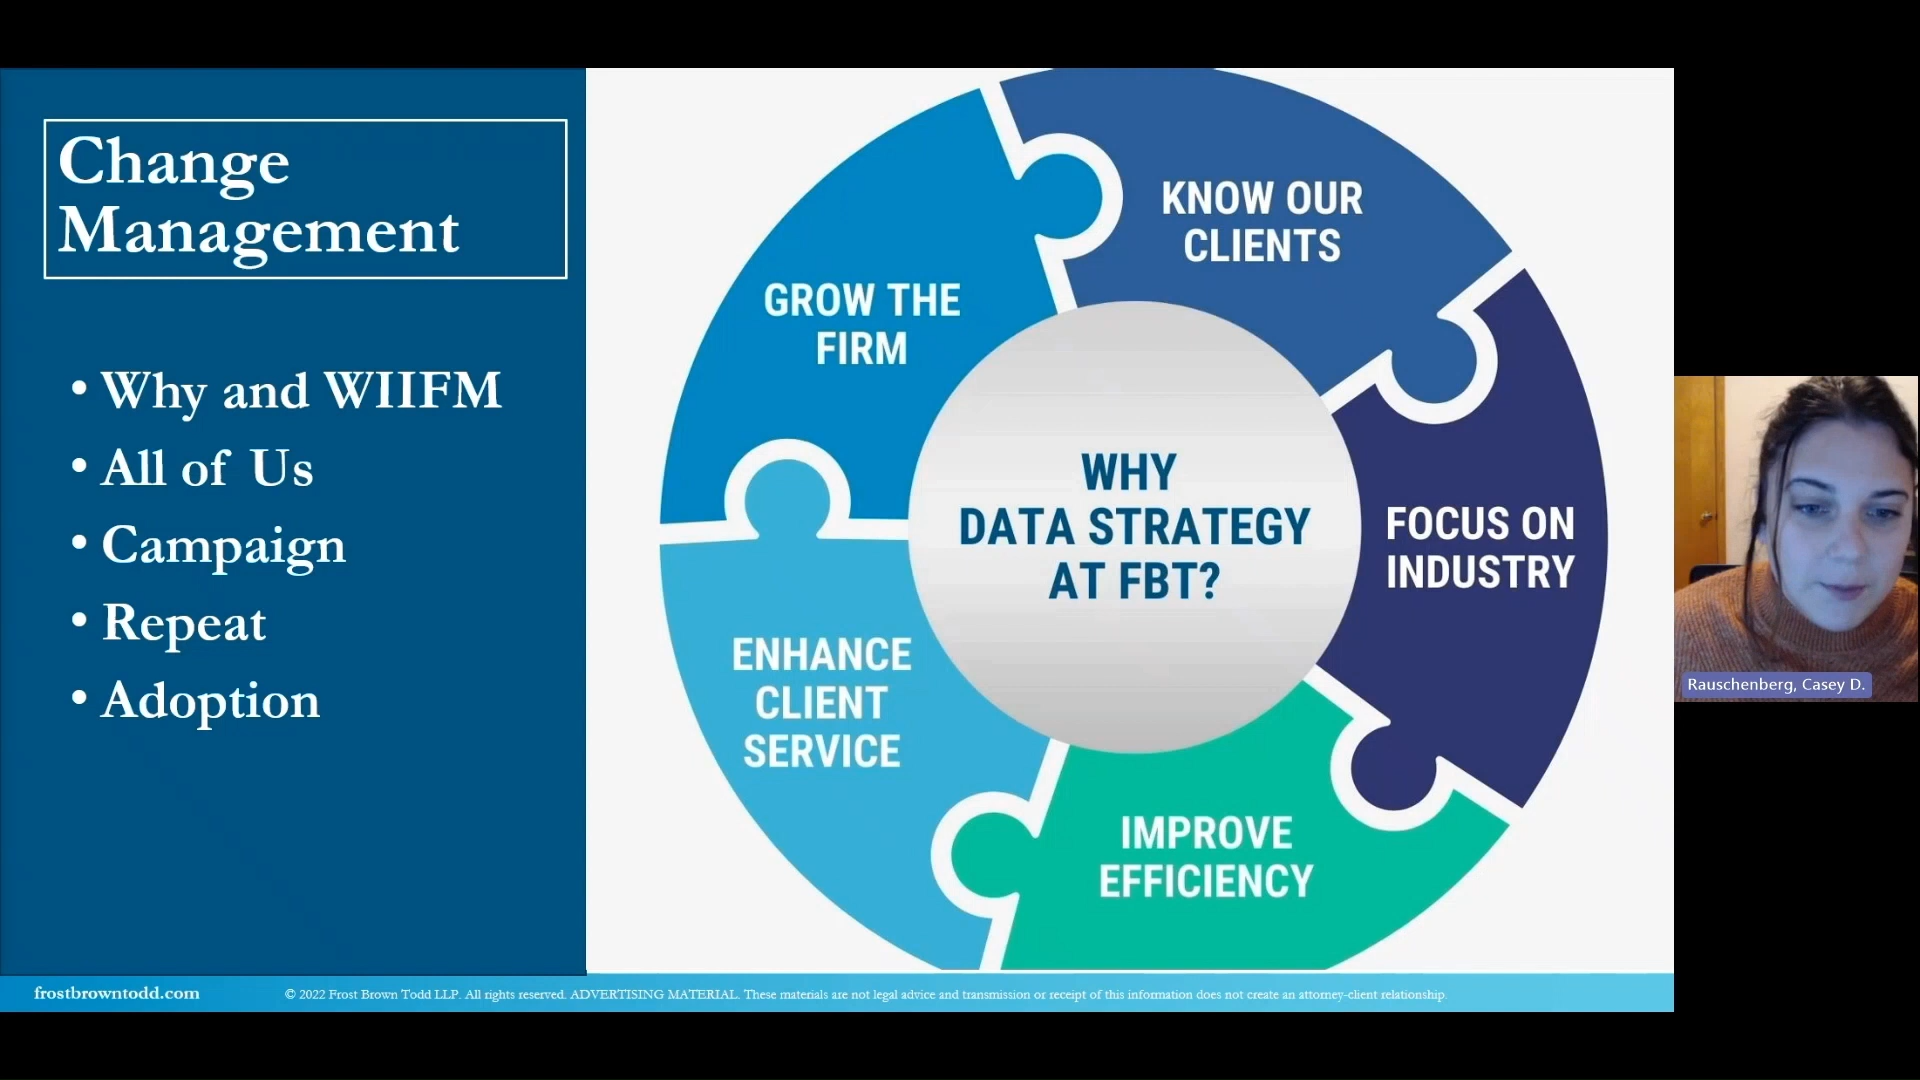 Change
Management
• Why and WIIFM
• All of Us
• Campaign
• Repeat
• Adoption
KNOW OUR
CLIENTS
GROW THE
FIRM
WHY
DATA STRATEGY
AT FBT?
FOCUS ON
INDUSTRY
ENHANCE
CLIENT
SERVICE
IMPROVE
EFFICIENCY
Rauschenberg, Casey D.
frostbrowntodd.com
© 2022 Frost Brown Todd LLP. All rights reserved. ADVERTISING MATERIAL. These materials are not legal advice and transmission or receipt of this information does not create an attorney-client relationship.